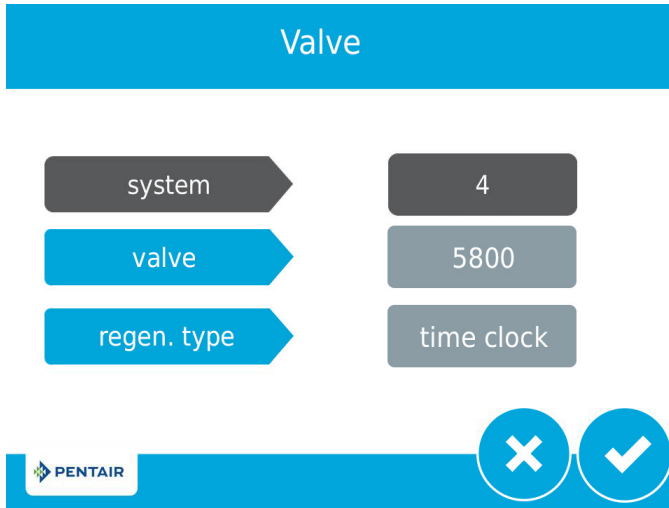 Valve
system 4
valve 5800
regen. type time clock
PENTAIR